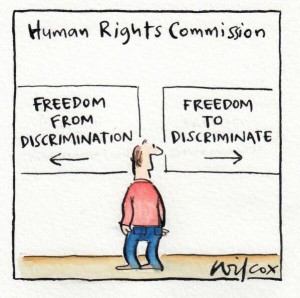 Human Rights Commission
FREEDOM
FROM
DISCRIMINATION
FREEDOM
TO
DISCRIMINATE
Wilcox